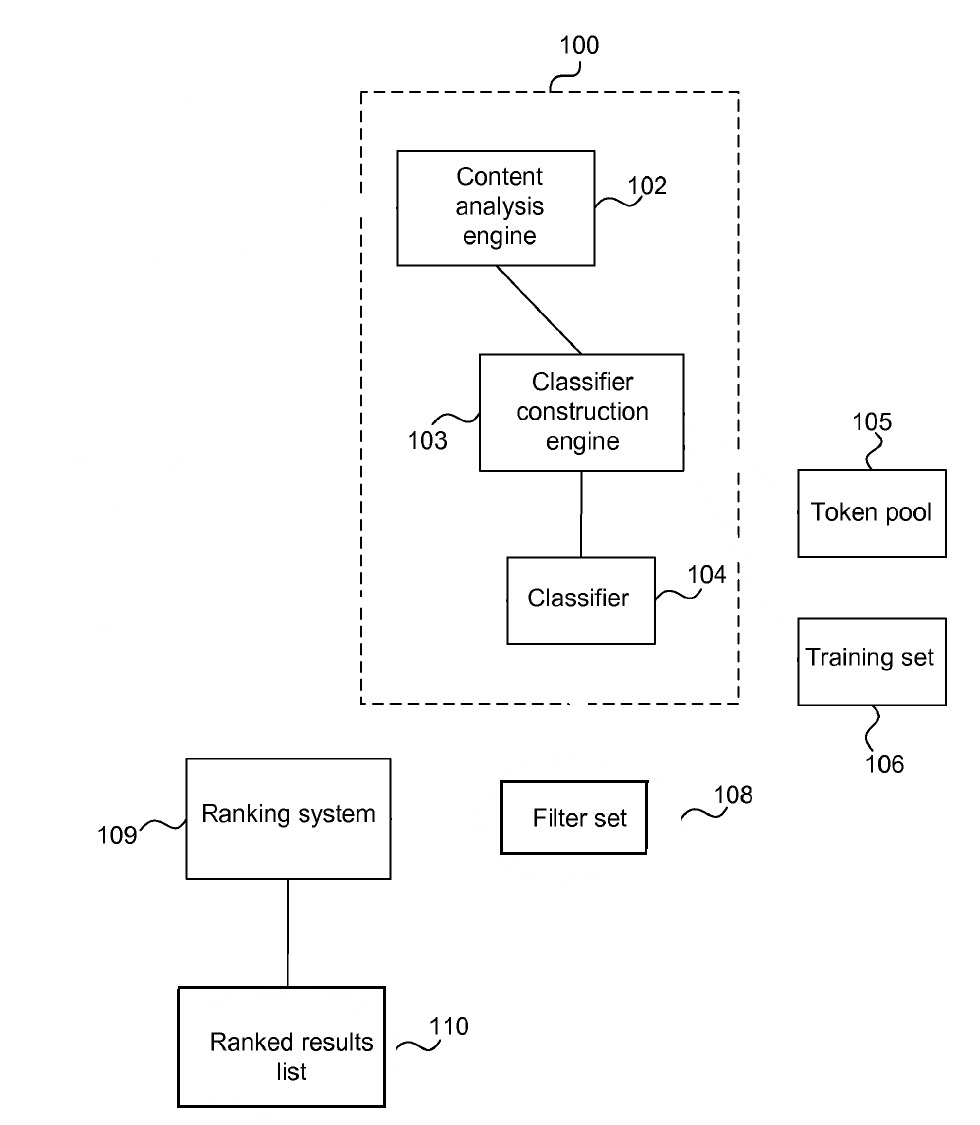 100
Content
analysis
engine
102
Classifier
construction
engine
103
105
Token pool
Classifier
104
Training set
106
Ranking system
109
Filter set
108
Ranked results
list
110